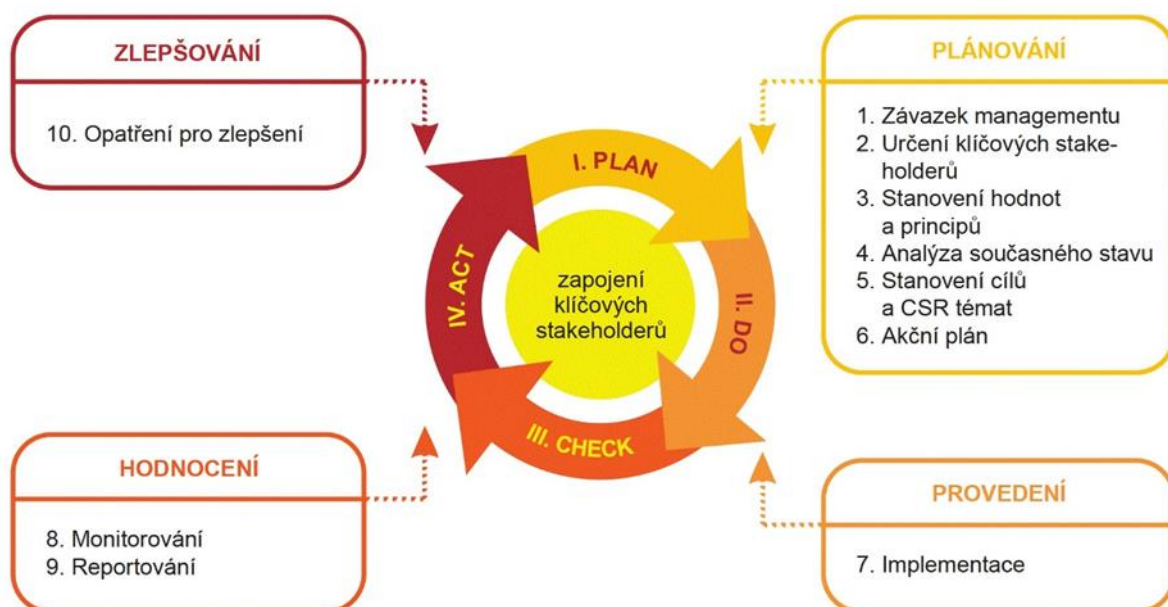 ZLEPŠOVÁNÍ
10. Opatření pro zlepšení
PLÁNOVÁNÍ
1. Závazek managementu
2. Určení klíčových stake-
holderů
3. Stanovení hodnot
a principů
4. Analýza současného stavu
5. Stanovení cílů
a CSR témat
6. Akční plán
I. PLAN
II. DO
III. CHECK
IV. ACT
zapojení
klíčových
stakeholderů
HODNOCENÍ
8. Monitorování
9. Reportování
PROVEDENÍ
7. Implementace